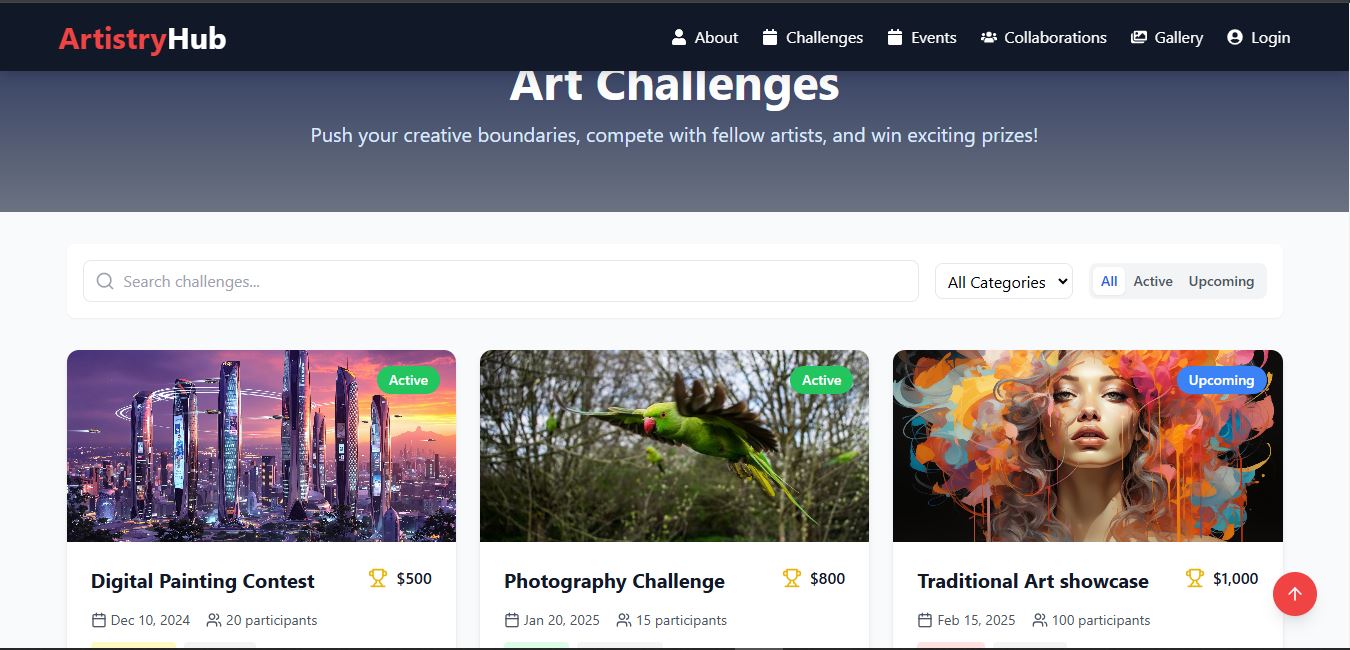 ArtistryHub
About Challenges Events Collaborations Gallery Login
Art Challenges
Push your creative boundaries, compete with fellow artists, and win exciting prizes!
Search challenges...
All Categories
All Active Upcoming
Active
Active
Upcoming
Digital Painting Contest
$500
Dec 10, 2024
20 participants
Photography Challenge
$800
Jan 20, 2025
15 participants
Traditional Art showcase
$1,000
Feb 15, 2025
100 participants